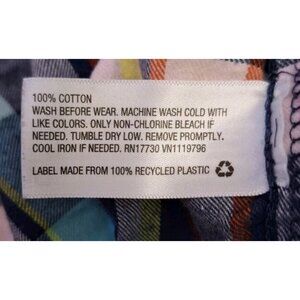 100% COTTON
WASH BEFORE WEAR. MACHINE WASH COLD WITH
LIKE COLORS. ONLY NON-CHLORINE BLEACH IF
NEEDED. TUMBLE DRY LOW. REMOVE PROMPTLY.
COOL IRON IF NEEDED. RN17730 VN1119796
LABEL MADE FROM 100% RECYCLED PLASTIC